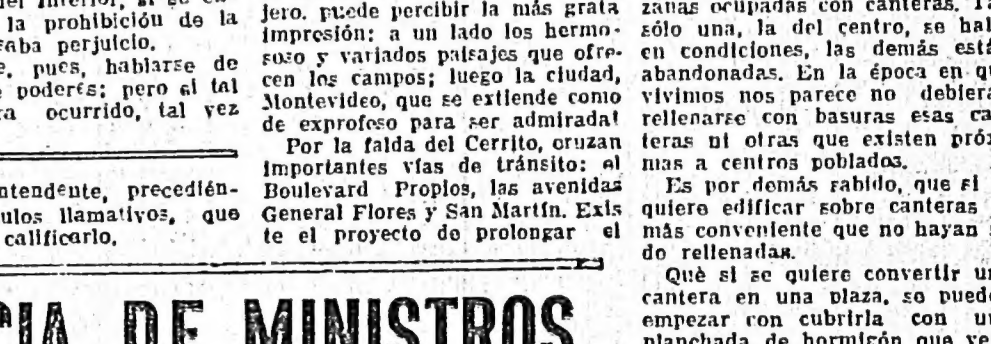 la prohibición de la
aba perjuicio.
pues, hablarse de
poderes; pero si tal
ocurrido, tal vez
ntendente, precedién-
ulos llamativos, que
calificarlo.
jero. puede percibir la más grata
impresión: a un lado los hermo-
soso y variados paisajes que ofre-
cen los campos; luego la ciudad,
Montevideo, que se extiende como
de exprofeso para ser admirada!
Por la falda del Cerrito, cruzan
importantes vías de tránsito: el
Boulevard Propios, las avenidas
General Flores y San Martín. Exis
te el proyecto de prolongar el
IA DE MINISTROS
zanas ocupadas con canteras.
sólo una, la del centro, se hal
en condiciones, las demás est
abandonadas. En la época en q
vivimos nos parece no debiera
rellenarse con basuras esas ca
teras ni otras que existen próx
mas a centros poblados.
Es por demás sabido, que si
quiere edificar sobre canteras
más conveniente que no hayan s
do rellenadas.
Qué si se quiere convertir un
cantera en una plaza, se puede
empezar con cubrirla con un
planchada de hormigón que ve